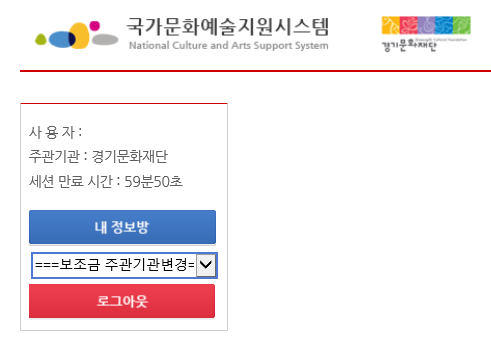 국가문화예술지원시스템
National Culture and Arts Support System
경기문화재단
사 용 자 :
주관기관 : 경기문화재단
세션 만료 시간 : 59분50초
내 정보방
===보조금 주관기관변경=
로그아웃